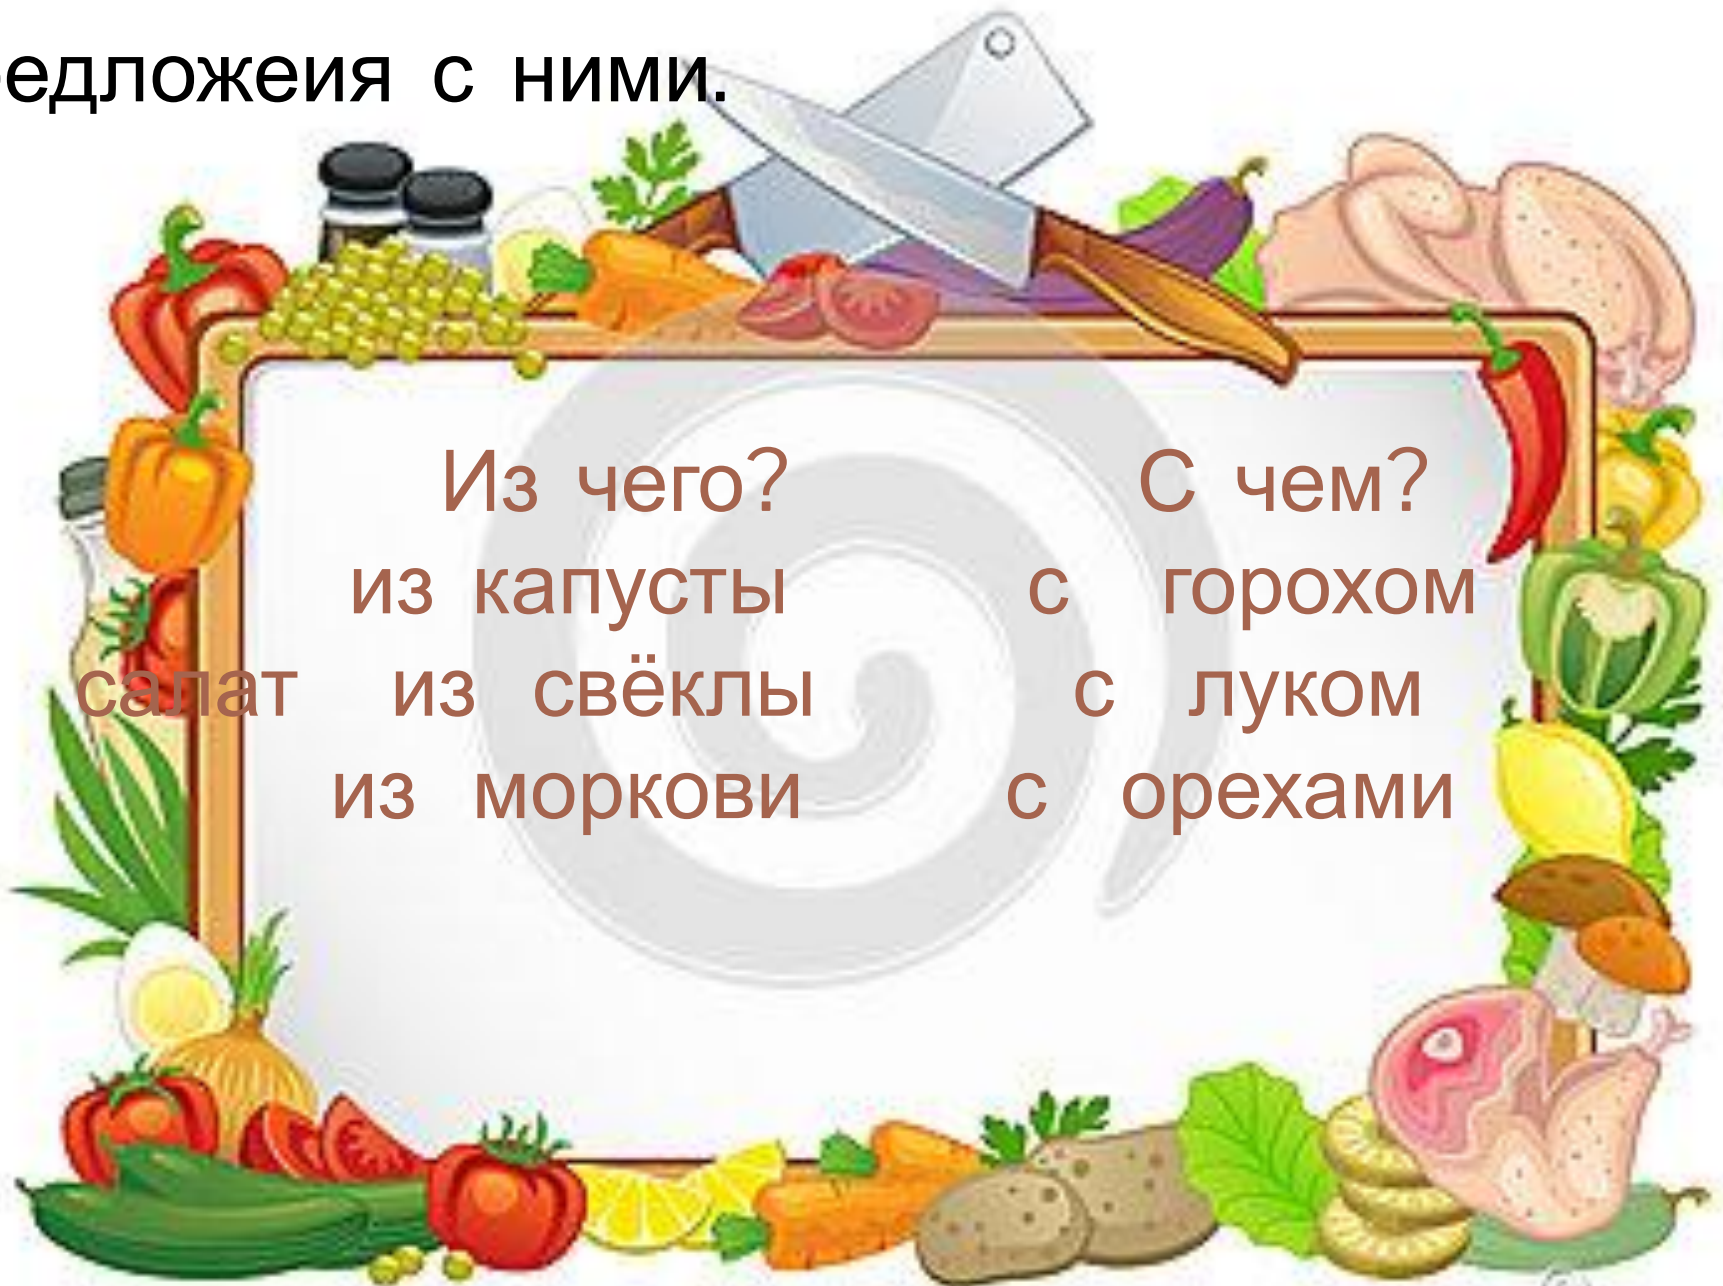 едложеия с ними.
Из чего? С чем?
из капусты с горохом
салат из свёклы с луком
из моркови с орехами